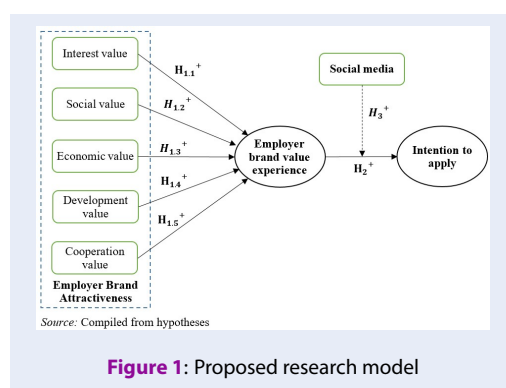 Interest value
Social value
Economic value
Development
value
Cooperation
value
Employer Brand
Attractiveness
H₁.₁⁺
H₁.₂⁺
H₁.₃⁺
H₁.₄⁺
H₁.₅⁺
Employer
brand value
experience
Social media
H₃⁺
H₂⁺
Intention to
apply
Source: Compiled from hypotheses
Figure 1: Proposed research model